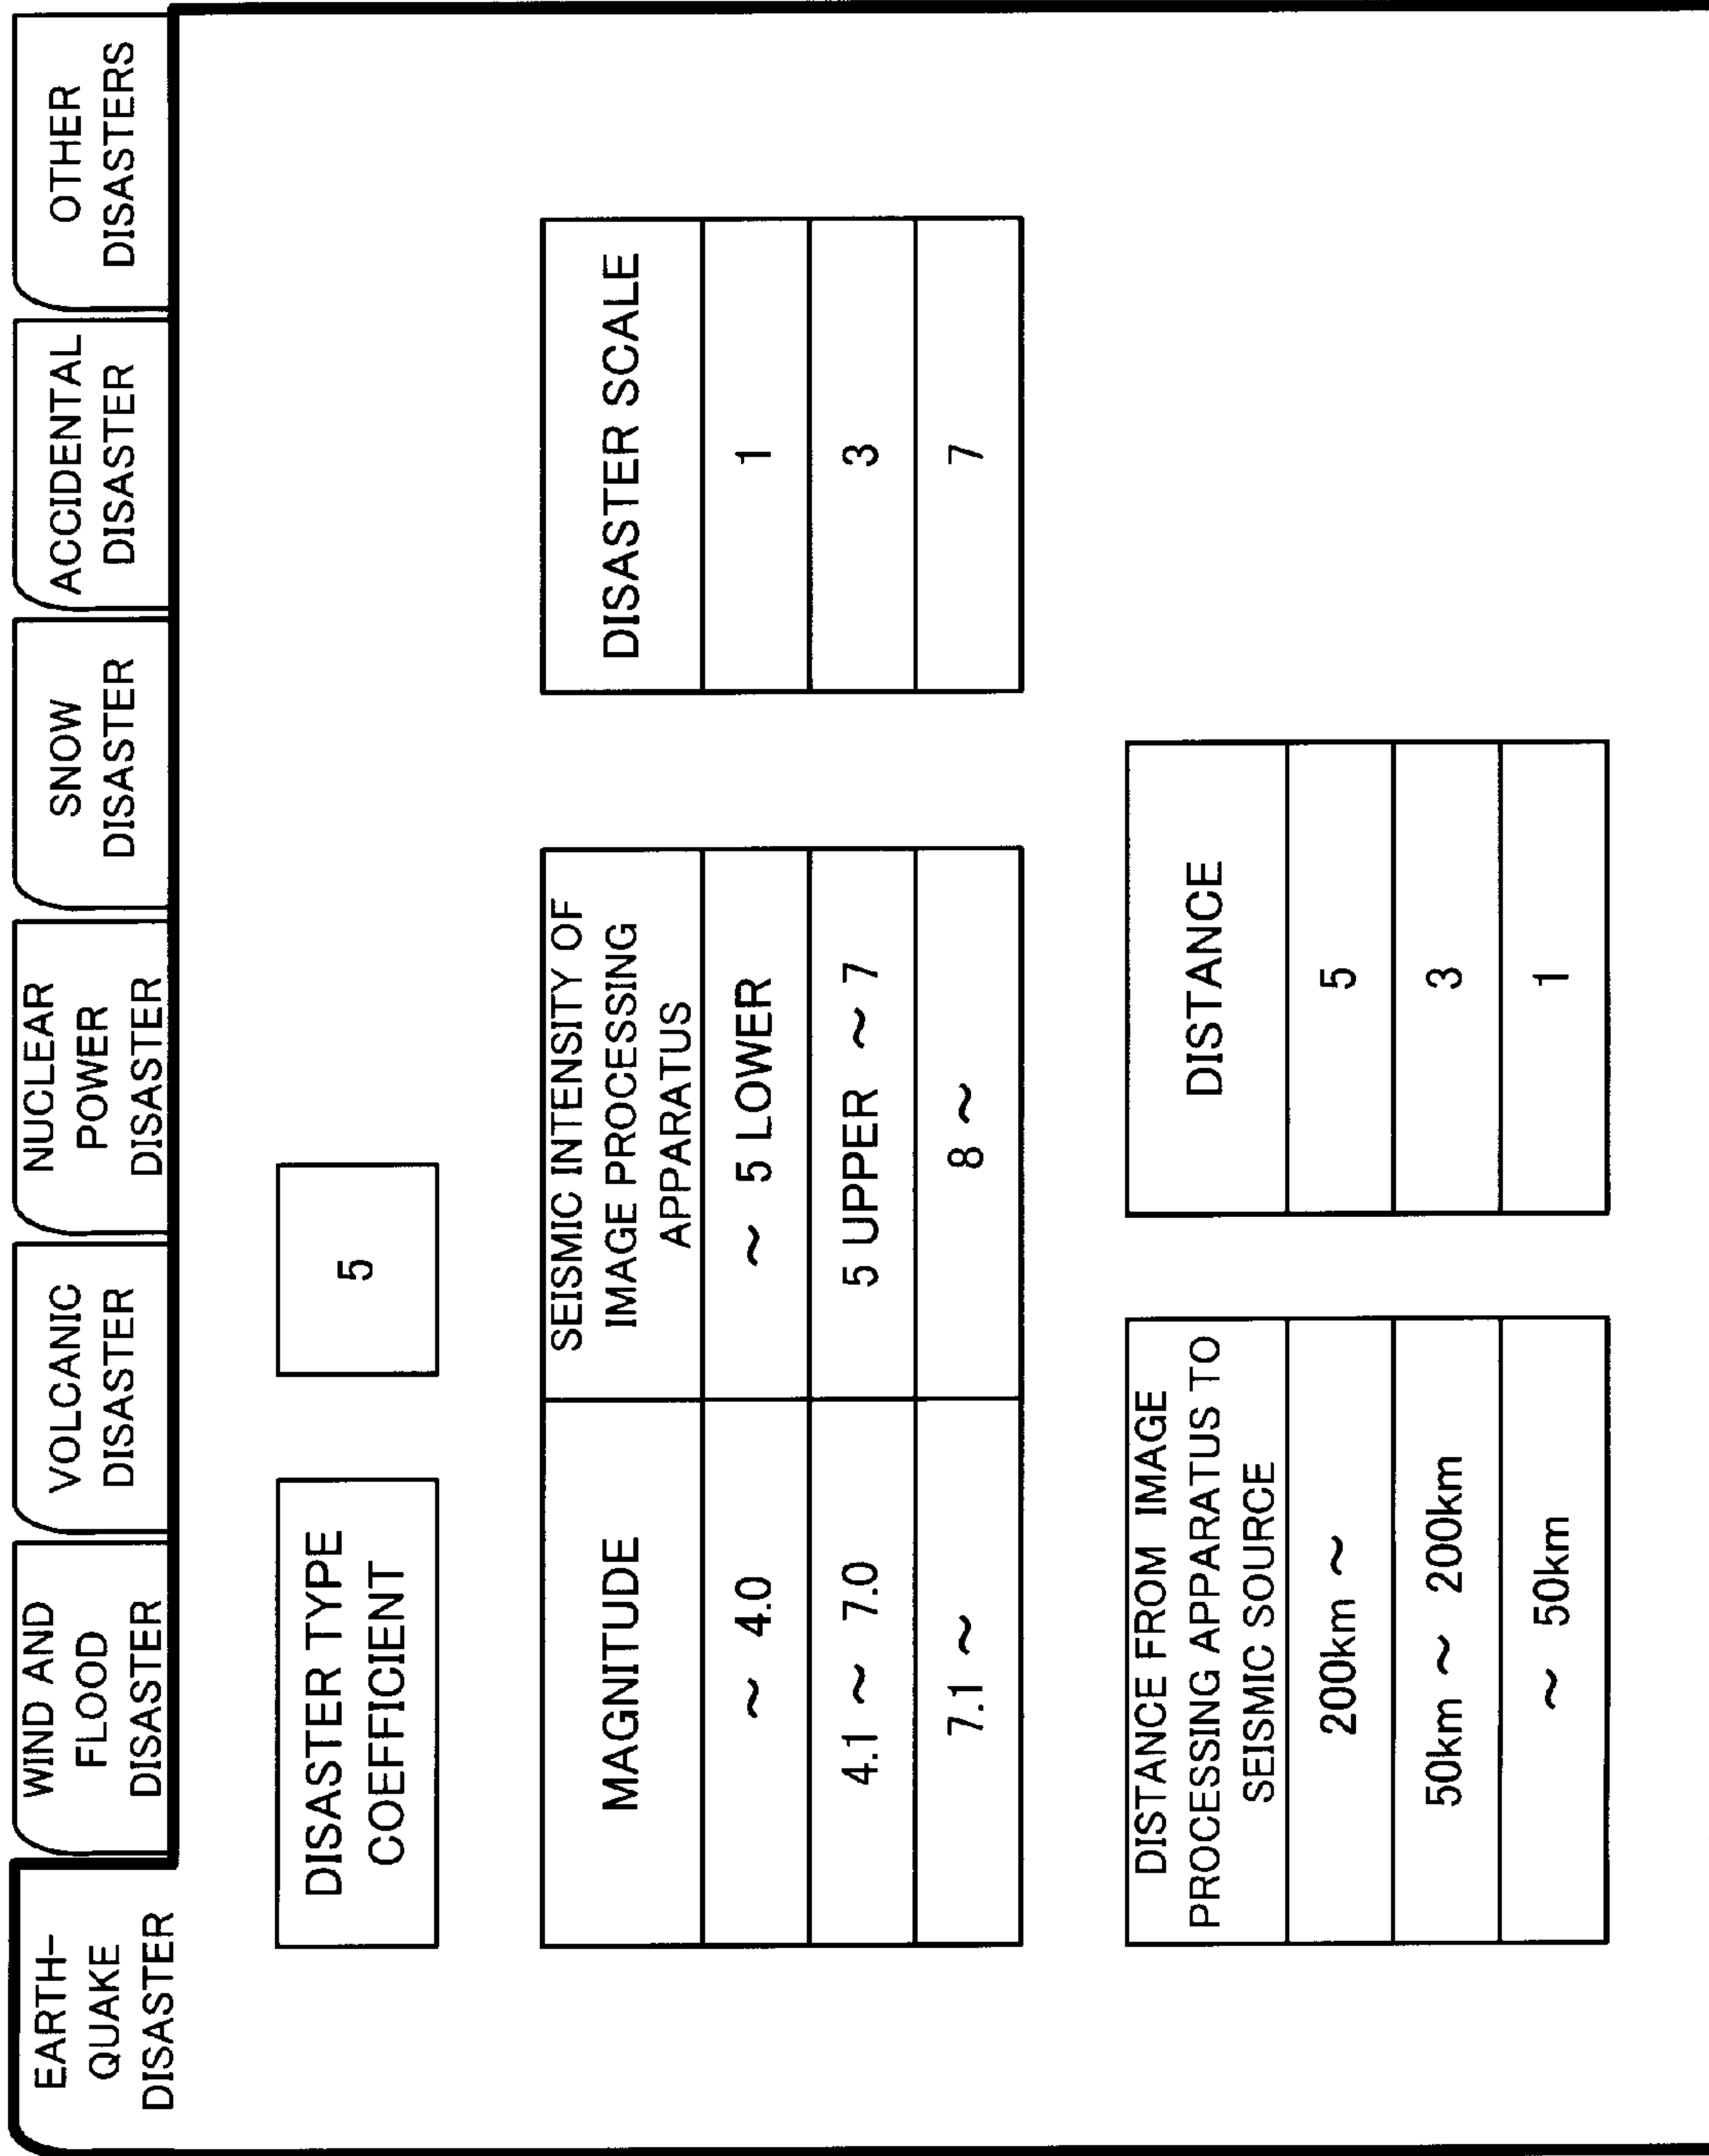 EARTH-
QUAKE
DISASTER
WIND AND
FLOOD
DISASTER
VOLCANIC
DISASTER
NUCLEAR
POWER
DISASTER
SNOW
DISASTER
ACCIDENTAL
DISASTER
OTHER
DISASTERS
DISASTER TYPE
COEFFICIENT
5
MAGNITUDE
SEISMIC INTENSITY OF
IMAGE PROCESSING
APPARATUS
DISASTER SCALE
~ 4.0
~ 5 LOWER
1
4.1 ~ 7.0
5 UPPER ~ 7
3
7.1 ~
8 ~
7
DISTANCE FROM IMAGE
PROCESSING APPARATUS TO
SEISMIC SOURCE
DISTANCE
200km ~
5
50km ~ 200km
3
~ 50km
1